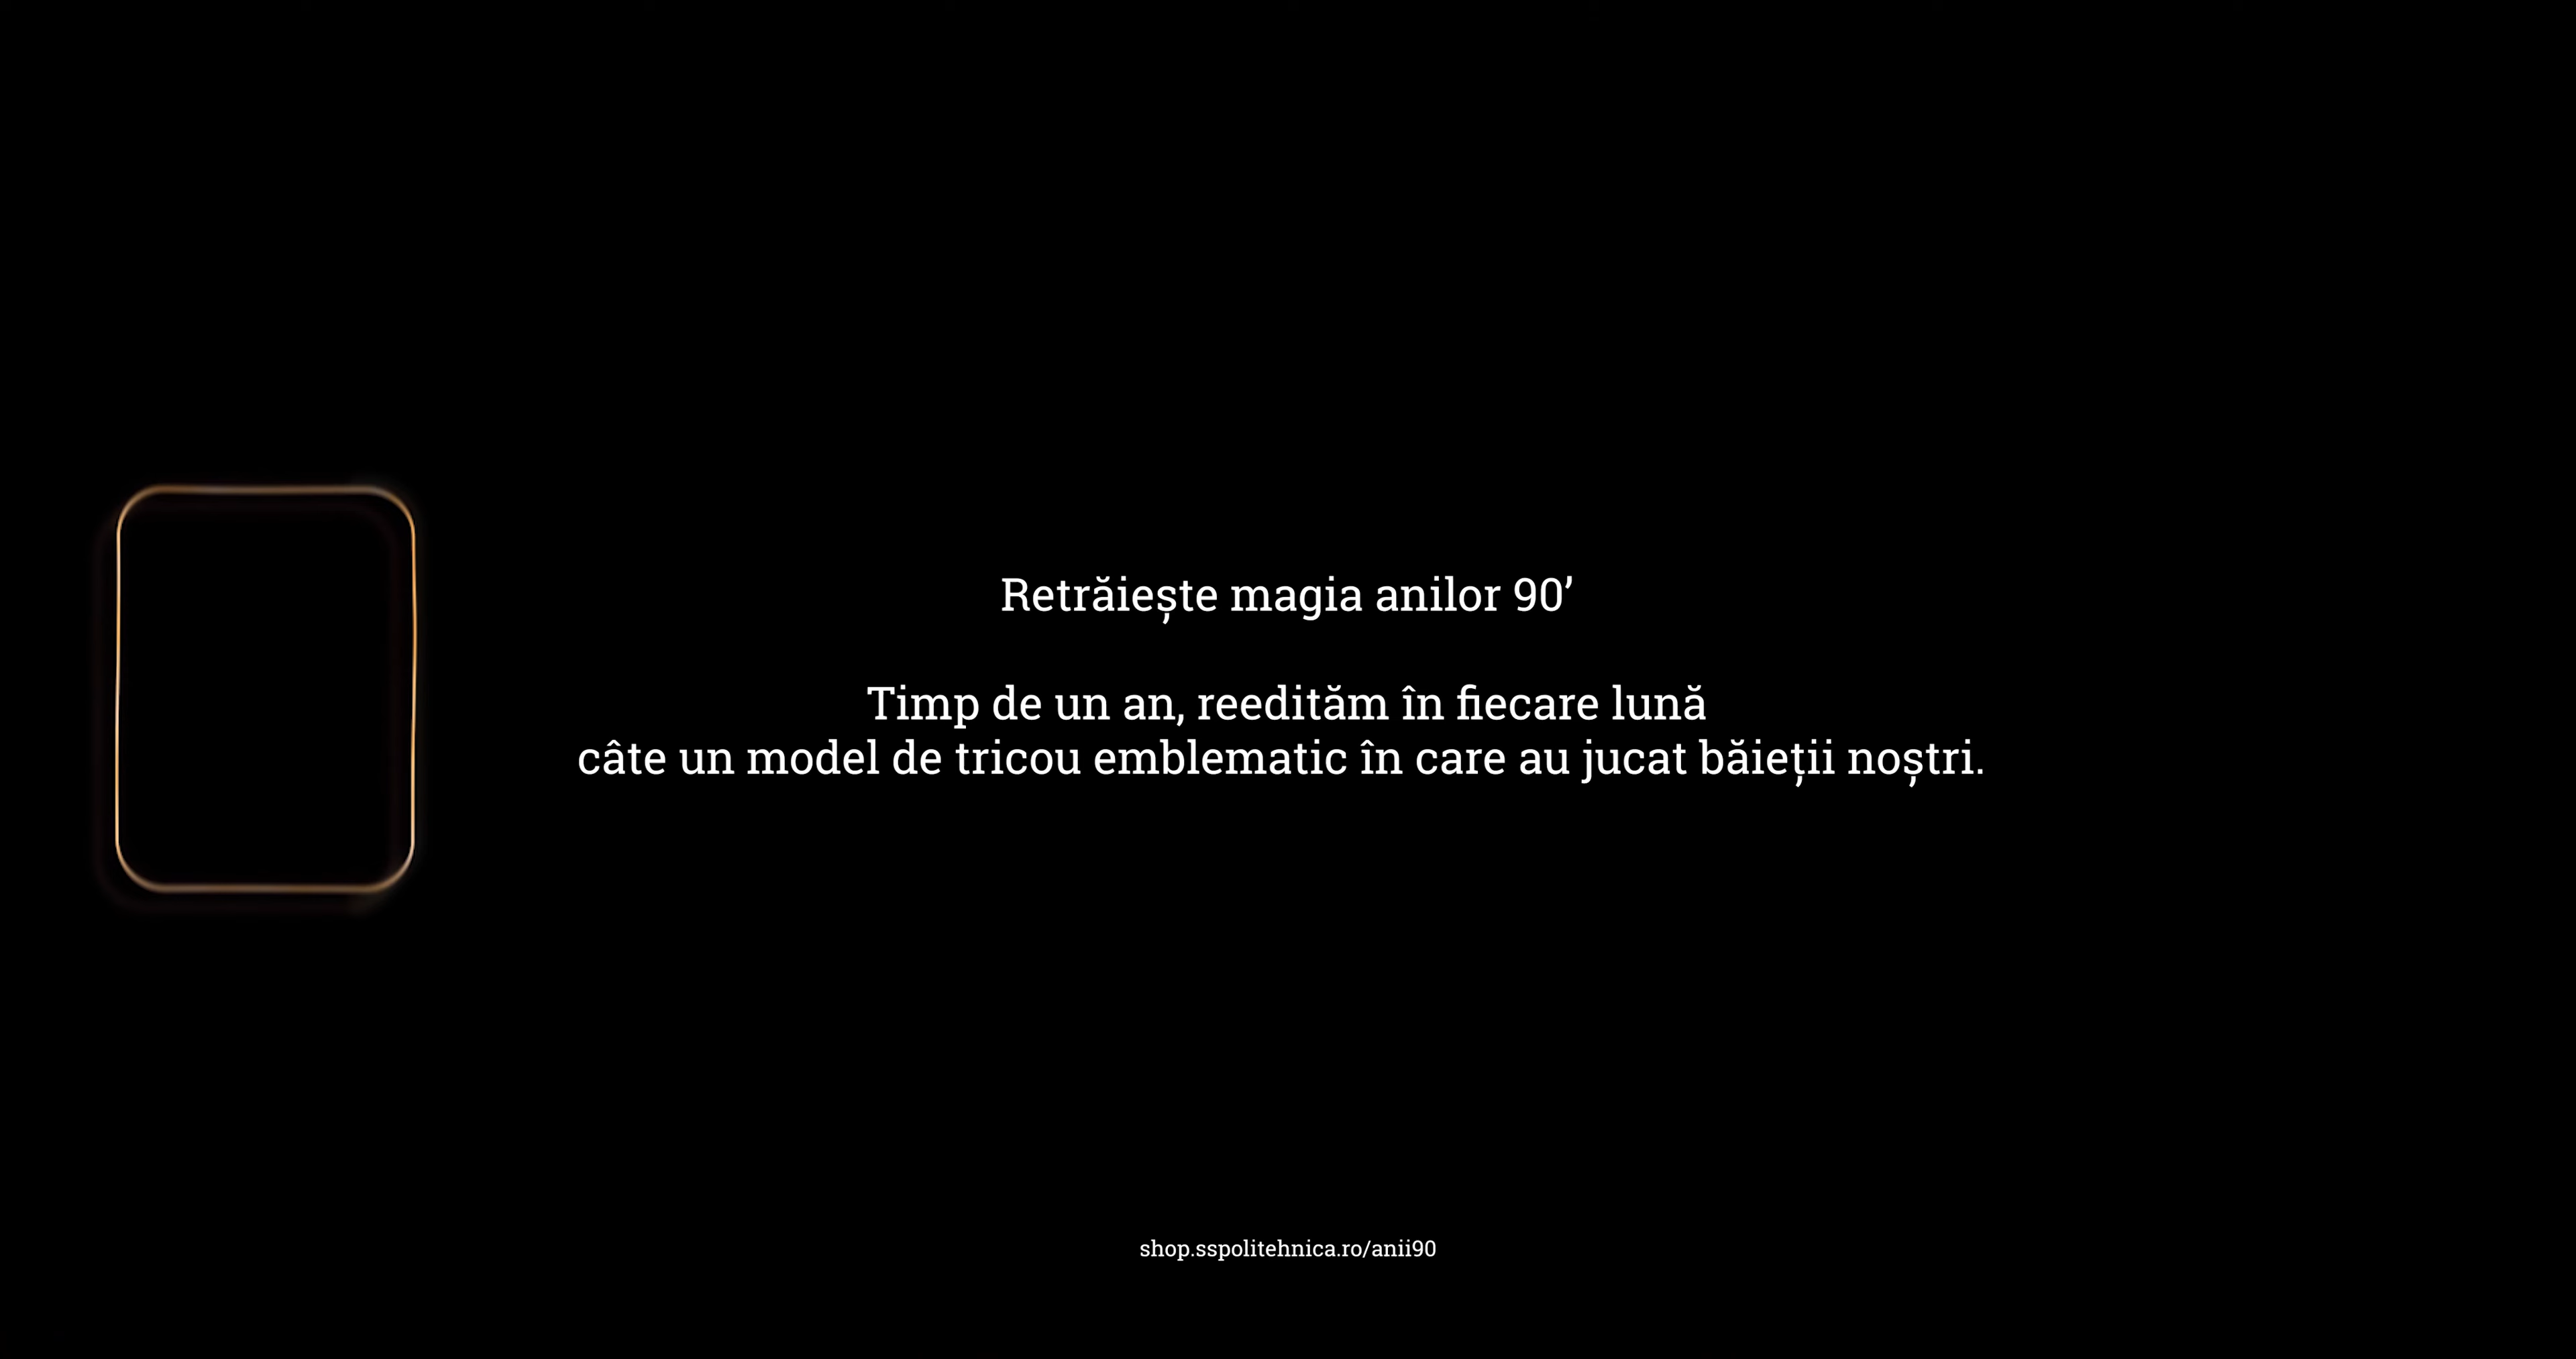 Retrăiește magia anilor 90’
Timp de un an, reedităm în fiecare lună
câte un model de tricou emblematic în care au jucat băieții noștri.
shop.sspolitehnica.ro/anii90